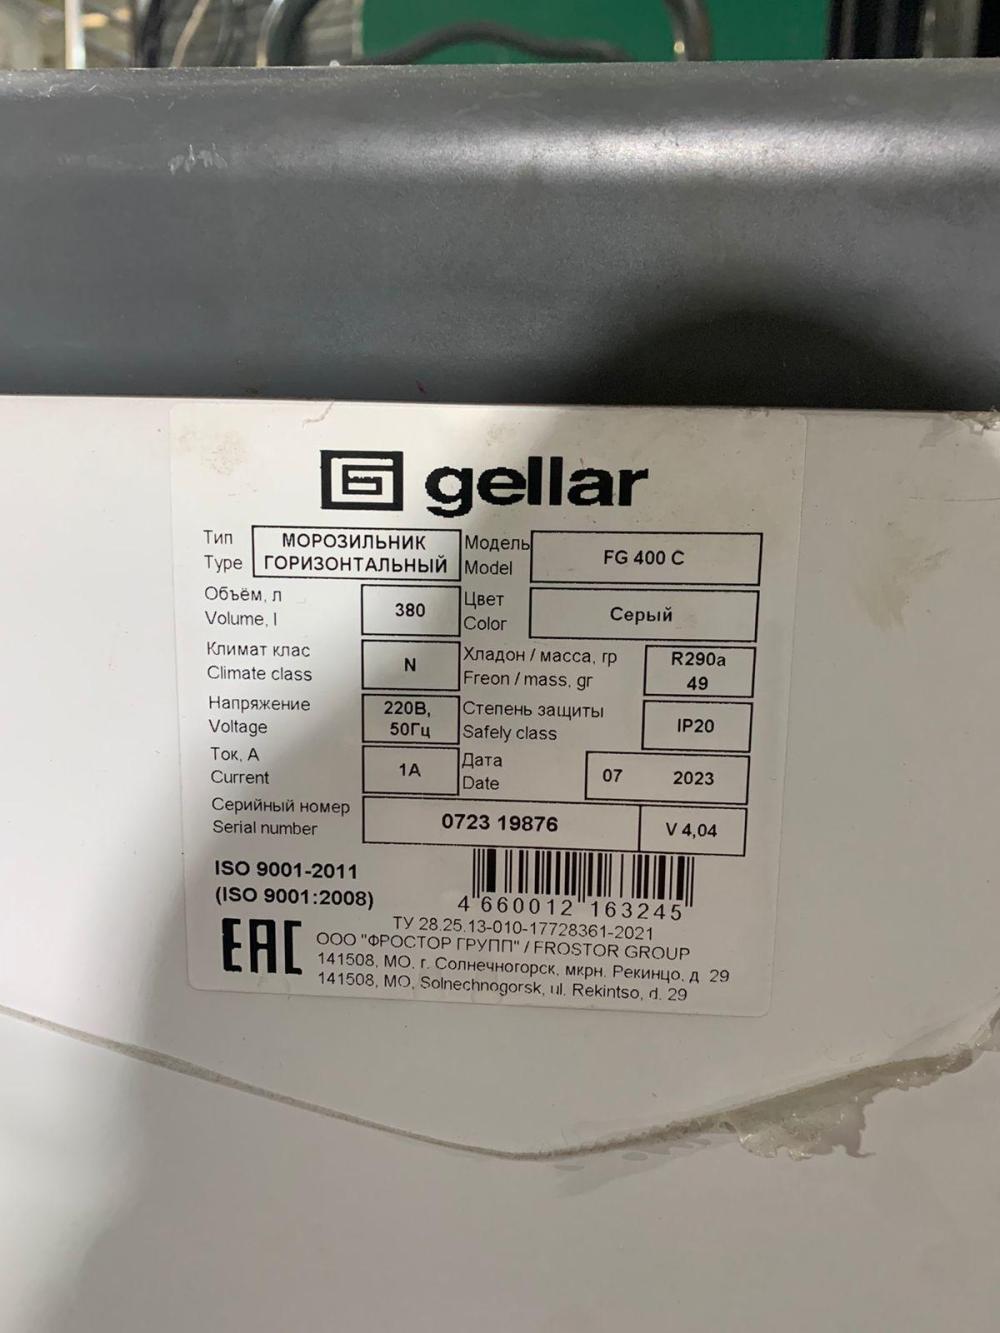 gellar
Тип
Type
МОРОЗИЛЬНИК
ГОРИЗОНТАЛЬНЫЙ
Модель
Model
FG 400 C
Объём, л
Volume, l
380
Цвет
Color
Серый
Климат клас
Climate class
N
Хладон / масса, гр
Freon / mass, gr
R290a
49
Напряжение
Voltage
220В,
50Гц
Степень защиты
Safely class
IP20
Ток, А
Current
1А
Дата
Date
07 2023
Серийный номер
Serial number
0723 19876
V 4,04
ISO 9001-2011
(ISO 9001:2008)
4 660012 163245
EAC
ТУ 28.25.13-010-17728361-2021
ООО "ФРОСТОР ГРУПП" / FROSTOR GROUP
141508, МО, г. Солнечногорск, мкрн. Рекинцо, д 29
141508, MO, Solnechnogorsk, ul. Rekintso, d. 29